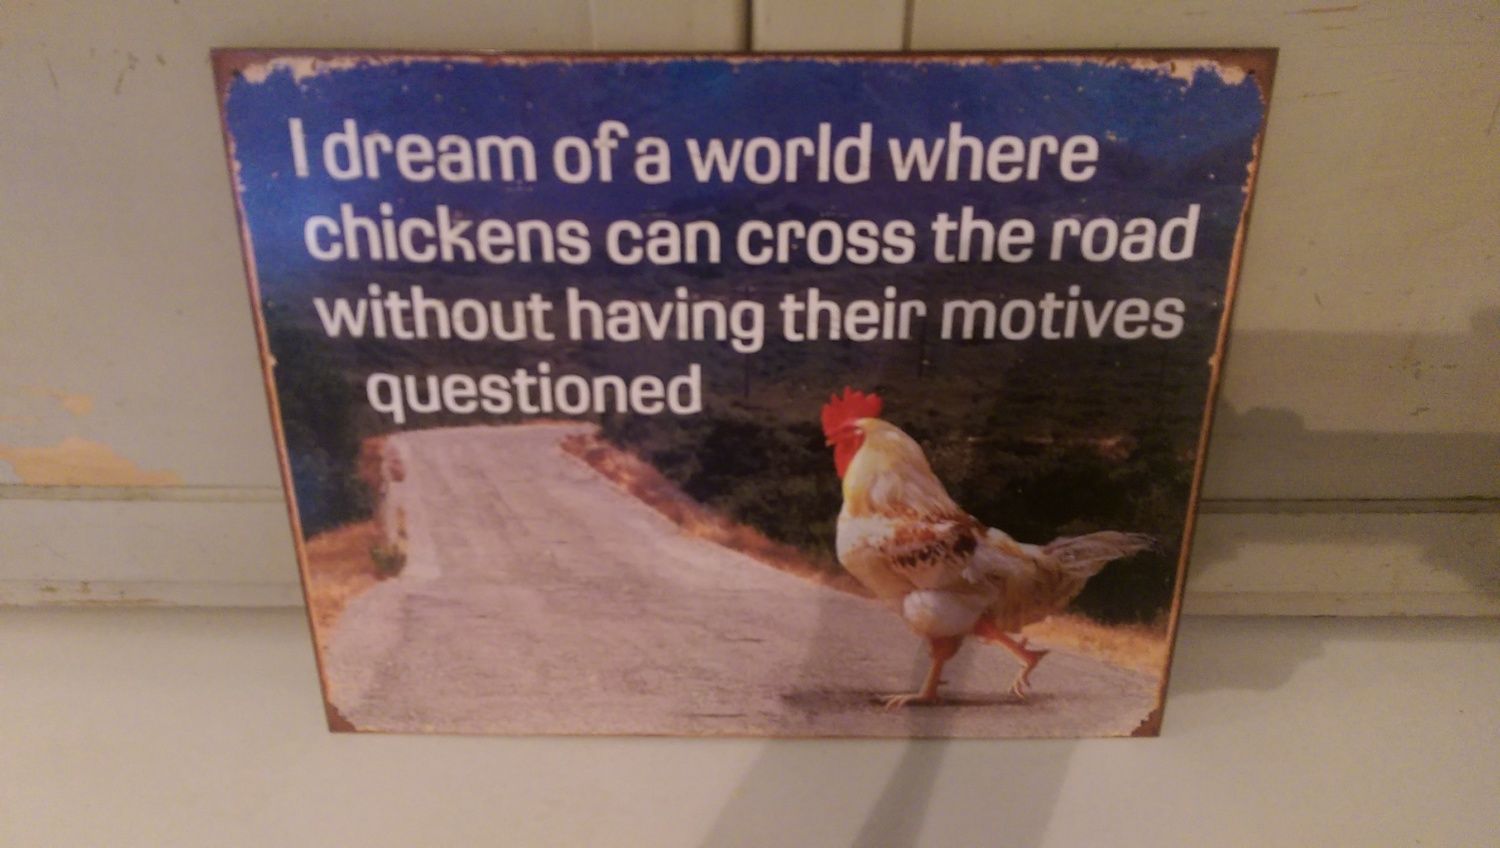 I dream of a world where
chickens can cross the road
without having their motives
questioned